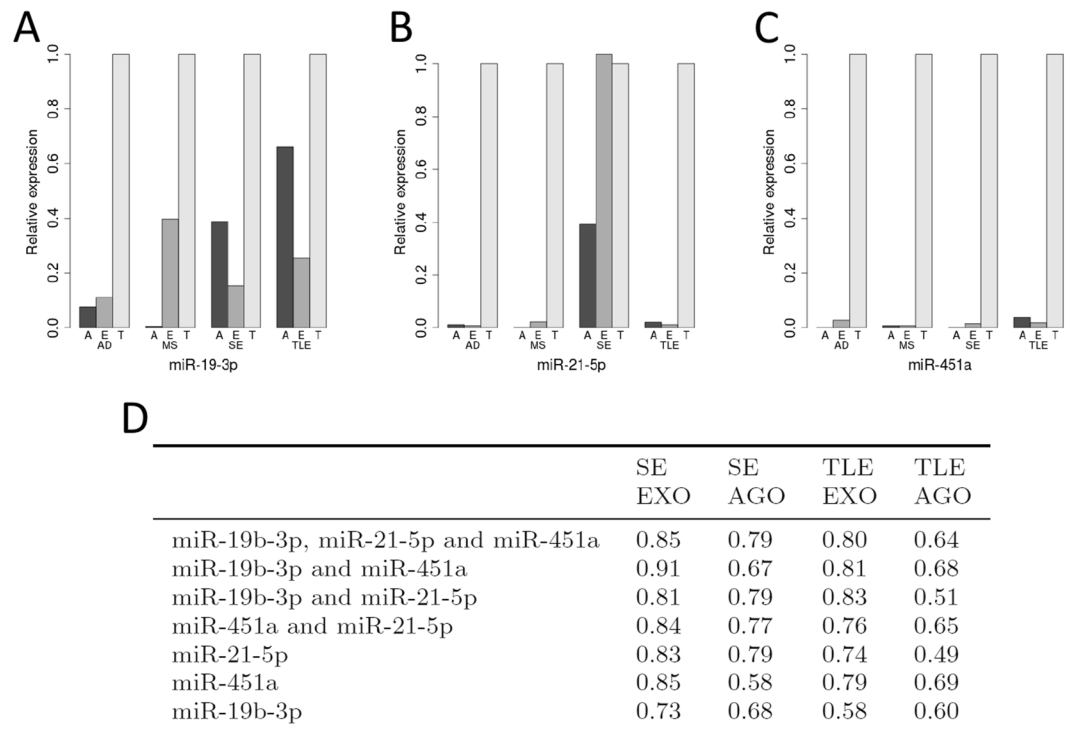 A
B
C
Relative expression
0.0 0.2 0.4 0.6 0.8 1.0
A E T A E T A E T A E T
AD MS SE TLE
miR-19-3p
Relative expression
0.0 0.2 0.4 0.6 0.8 1.0
A E T A E T A E T A E T
AD MS SE TLE
miR-21-5p
Relative expression
0.0 0.2 0.4 0.6 0.8 1.0
A E T A E T A E T A E T
AD MS SE TLE
miR-451a
D
SE SE TLE TLE
EXO AGO EXO AGO
miR-19b-3p, miR-21-5p and miR-451a 0.85 0.79 0.80 0.64
miR-19b-3p and miR-451a 0.91 0.67 0.81 0.68
miR-19b-3p and miR-21-5p 0.81 0.79 0.83 0.51
miR-451a and miR-21-5p 0.84 0.77 0.76 0.65
miR-21-5p 0.83 0.79 0.74 0.49
miR-451a 0.85 0.58 0.79 0.69
miR-19b-3p 0.73 0.68 0.58 0.60